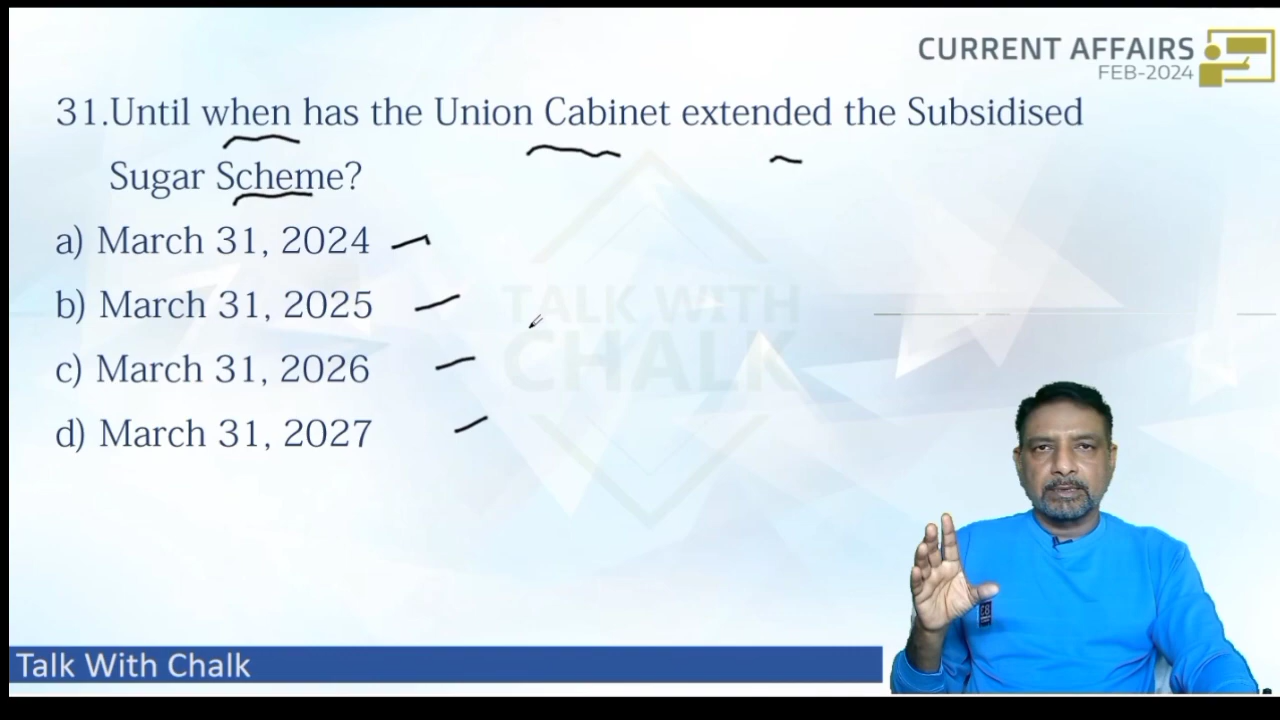 CURRENT AFFAIRS
FEB-2024
31.Until when has the Union Cabinet extended the Subsidised
Sugar Scheme?
a) March 31, 2024
b) March 31, 2025
c) March 31, 2026
d) March 31, 2027
TALK WITH
CHALK
Talk With Chalk